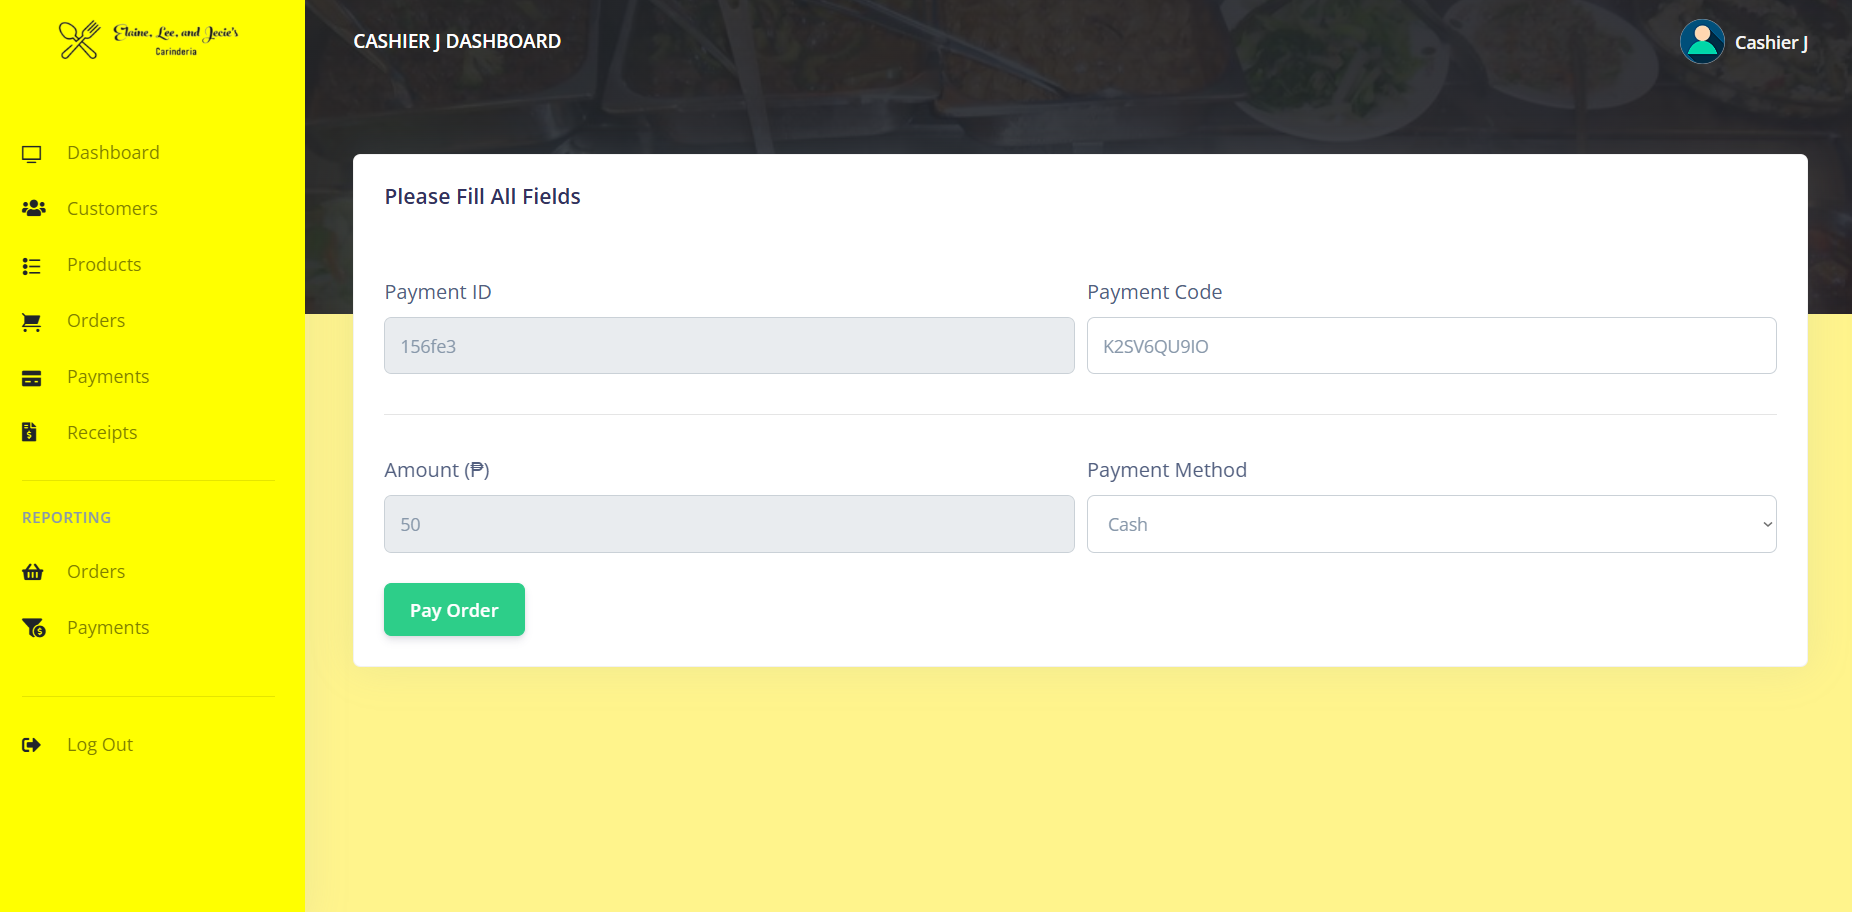 Elaine, Lee, and Jecie's
Carinderia
CASHIER J DASHBOARD
Cashier J
Dashboard
Customers
Products
Orders
Payments
Receipts
REPORTING
Orders
Payments
Log Out
Please Fill All Fields
Payment ID
Payment Code
156fe3
K2SV6QU9IO
Amount (₱)
Payment Method
50
Cash
Pay Order